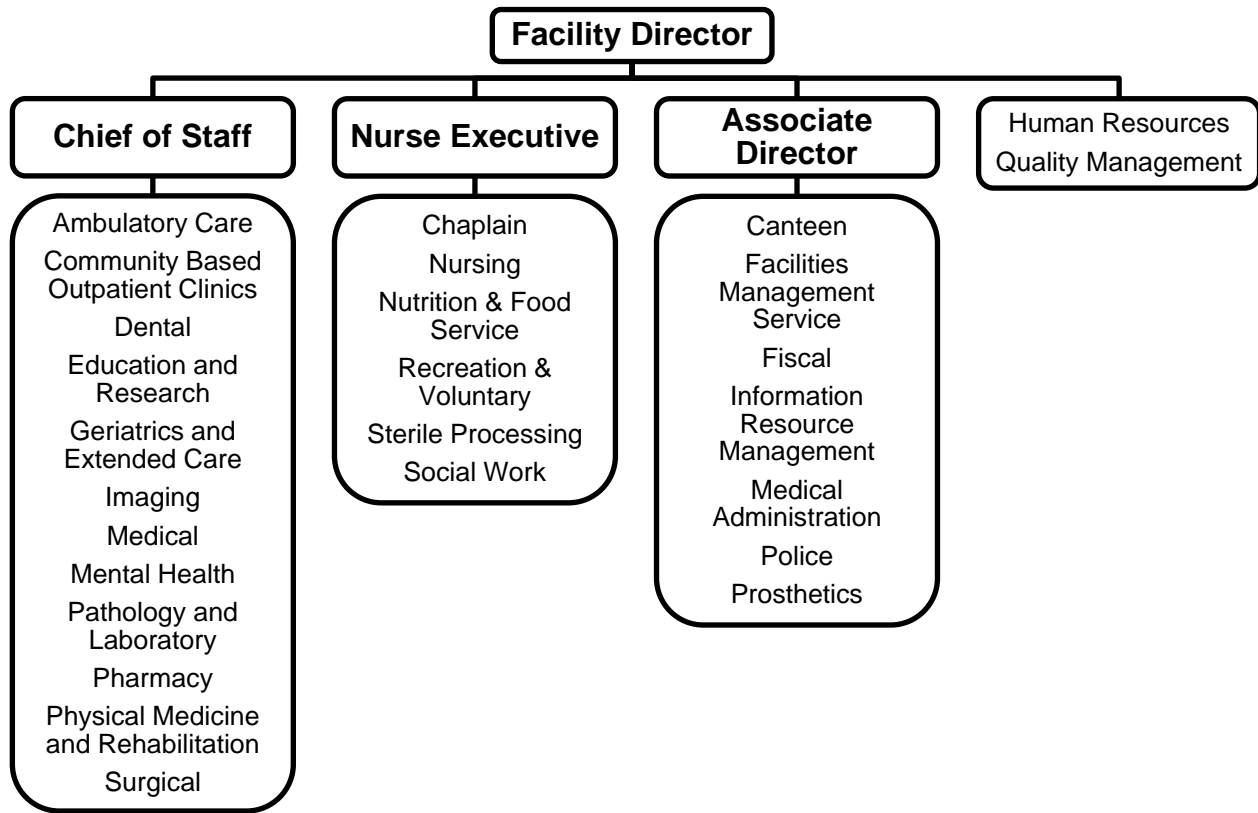 Facility Director
Chief of Staff
Ambulatory Care
Community Based
Outpatient Clinics
Dental
Education and
Research
Geriatrics and
Extended Care
Imaging
Medical
Mental Health
Pathology and
Laboratory
Pharmacy
Physical Medicine
and Rehabilitation
Surgical
Nurse Executive
Chaplain
Nursing
Nutrition & Food
Service
Recreation &
Voluntary
Sterile Processing
Social Work
Associate
Director
Canteen
Facilities
Management
Service
Fiscal
Information
Resource
Management
Medical
Administration
Police
Prosthetics
Human Resources
Quality Management